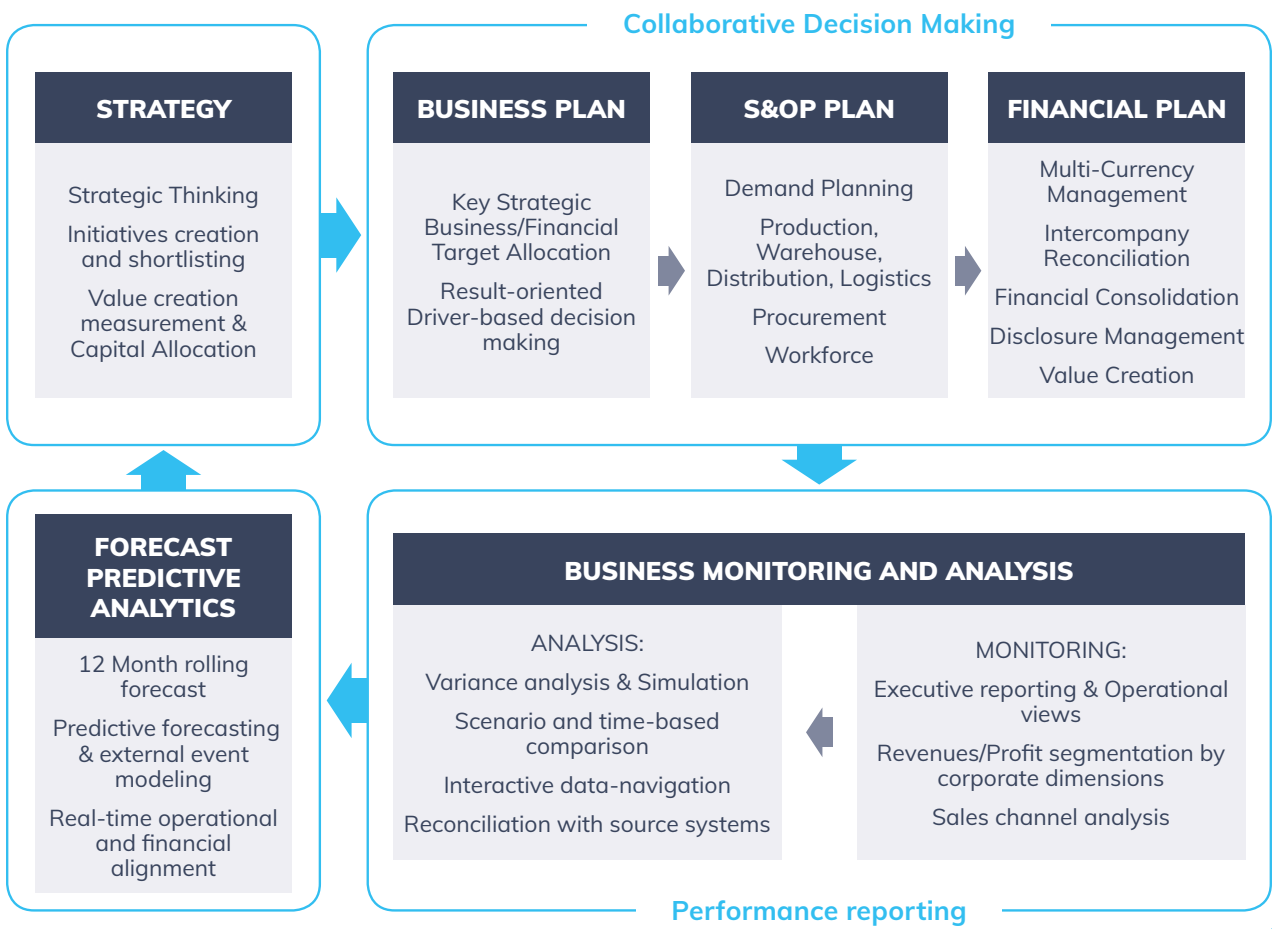 Collaborative Decision Making
STRATEGY
Strategic Thinking
Initiatives creation
and shortlisting
Value creation
measurement &
Capital Allocation
BUSINESS PLAN
Key Strategic
Business/Financial
Target Allocation
Result-oriented
Driver-based decision
making
S&OP PLAN
Demand Planning
Production,
Warehouse,
Distribution, Logistics
Procurement
Workforce
FINANCIAL PLAN
Multi-Currency
Management
Intercompany
Reconciliation
Financial Consolidation
Disclosure Management
Value Creation
FORECAST
PREDICTIVE
ANALYTICS
12 Month rolling
forecast
Predictive forecasting
& external event
modeling
Real-time operational
and financial
alignment
BUSINESS MONITORING AND ANALYSIS
ANALYSIS:
Variance analysis & Simulation
Scenario and time-based
comparison
Interactive data-navigation
Reconciliation with source systems
MONITORING:
Executive reporting & Operational
views
Revenues/Profit segmentation by
corporate dimensions
Sales channel analysis
Performance reporting